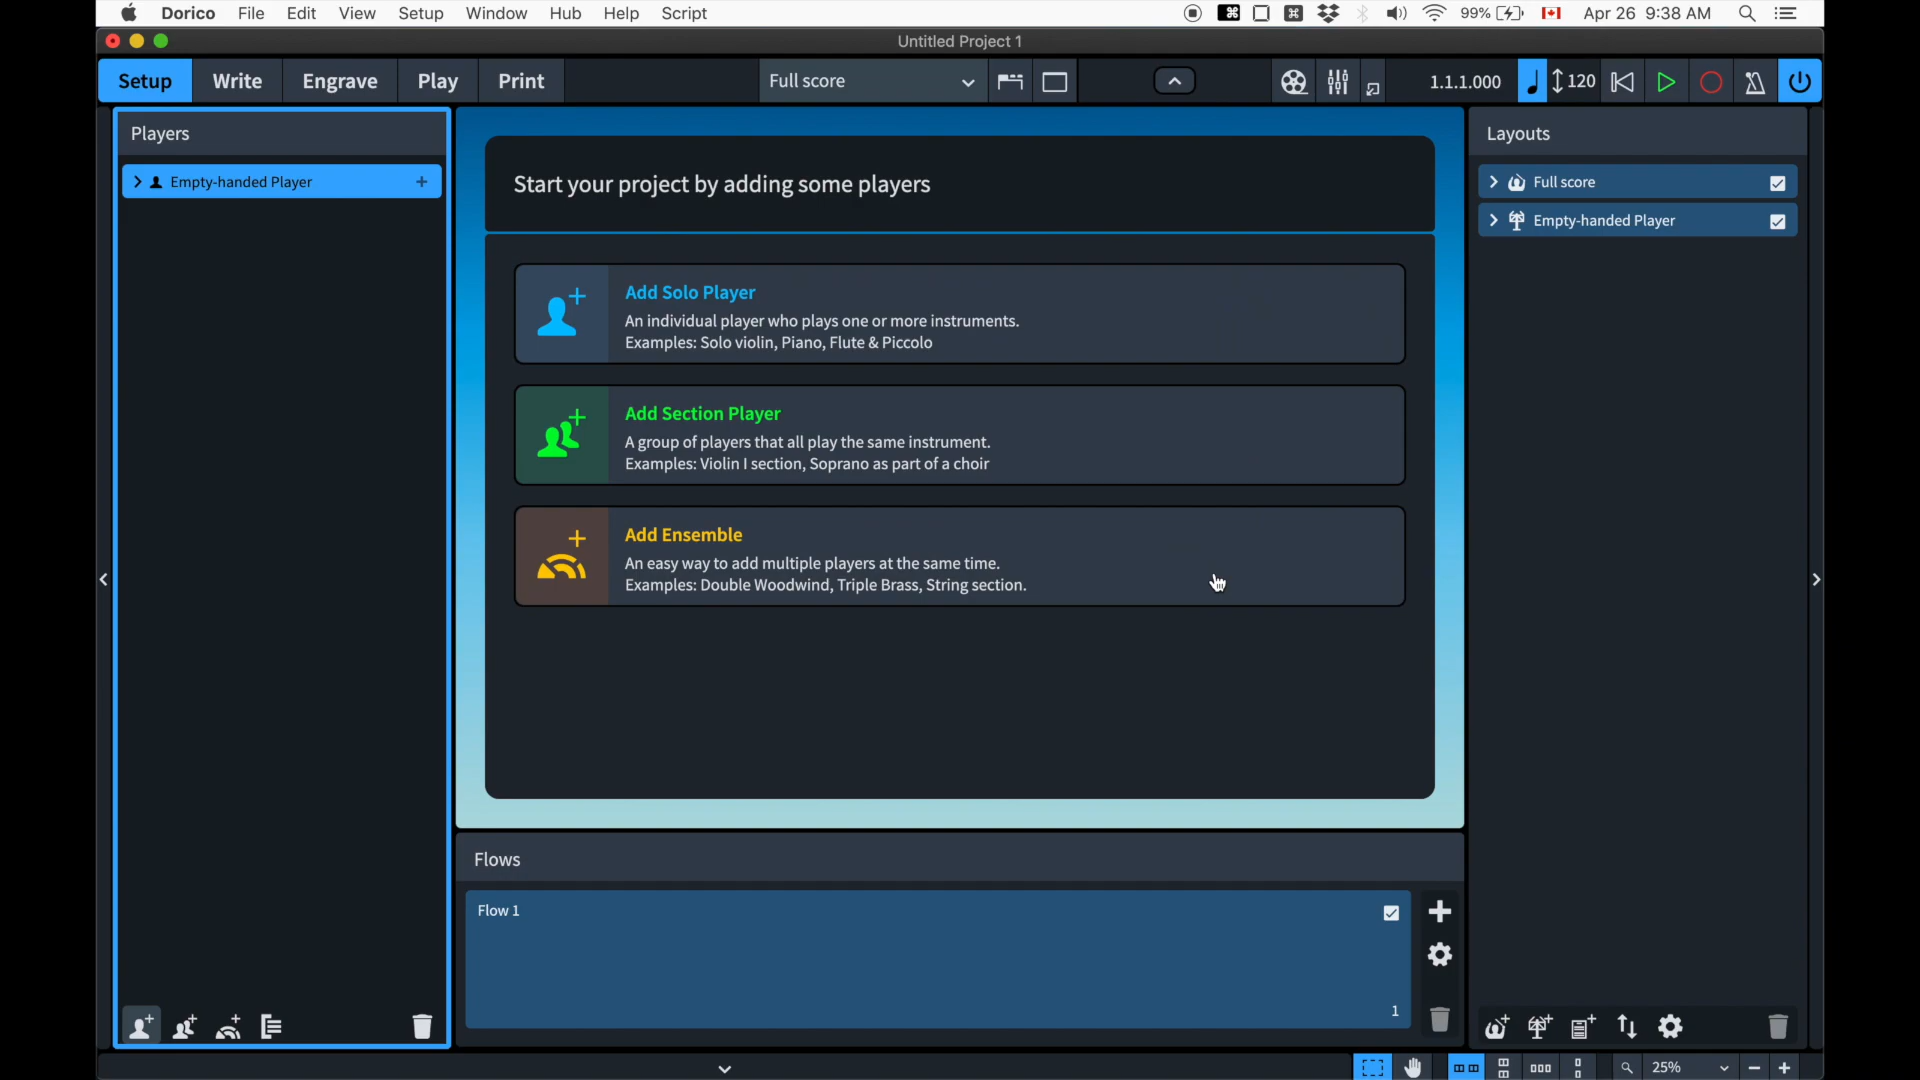 Dorico File Edit View Setup Window Hub Help Script 99% Apr 26 9:38 AM
Untitled Project 1
Setup Write Engrave Play Print Full score 1.1.1.000 120
Players
Empty-handed Player
Start your project by adding some players
Add Solo Player
An individual player who plays one or more instruments.
Examples: Solo violin, Piano, Flute & Piccolo
Add Section Player
A group of players that all play the same instrument.
Examples: Violin I section, Soprano as part of a choir
Add Ensemble
An easy way to add multiple players at the same time.
Examples: Double Woodwind, Triple Brass, String section.
Flows
Flow 1
1
Layouts
Full score
Empty-handed Player
25%